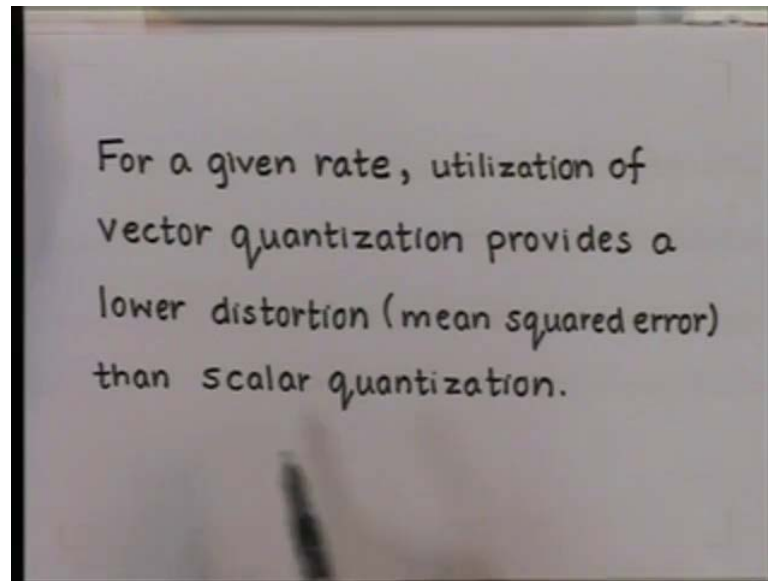 For a given rate, utilization of
vector quantization provides a
lower distortion (mean squared error)
than scalar quantization.